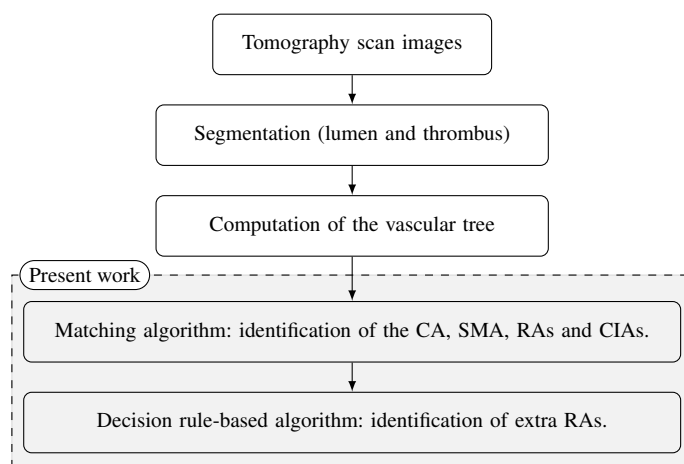 Tomography scan images
Segmentation (lumen and thrombus)
Computation of the vascular tree
Present work
Matching algorithm: identification of the CA, SMA, RAs and CIAs.
Decision rule-based algorithm: identification of extra RAs.